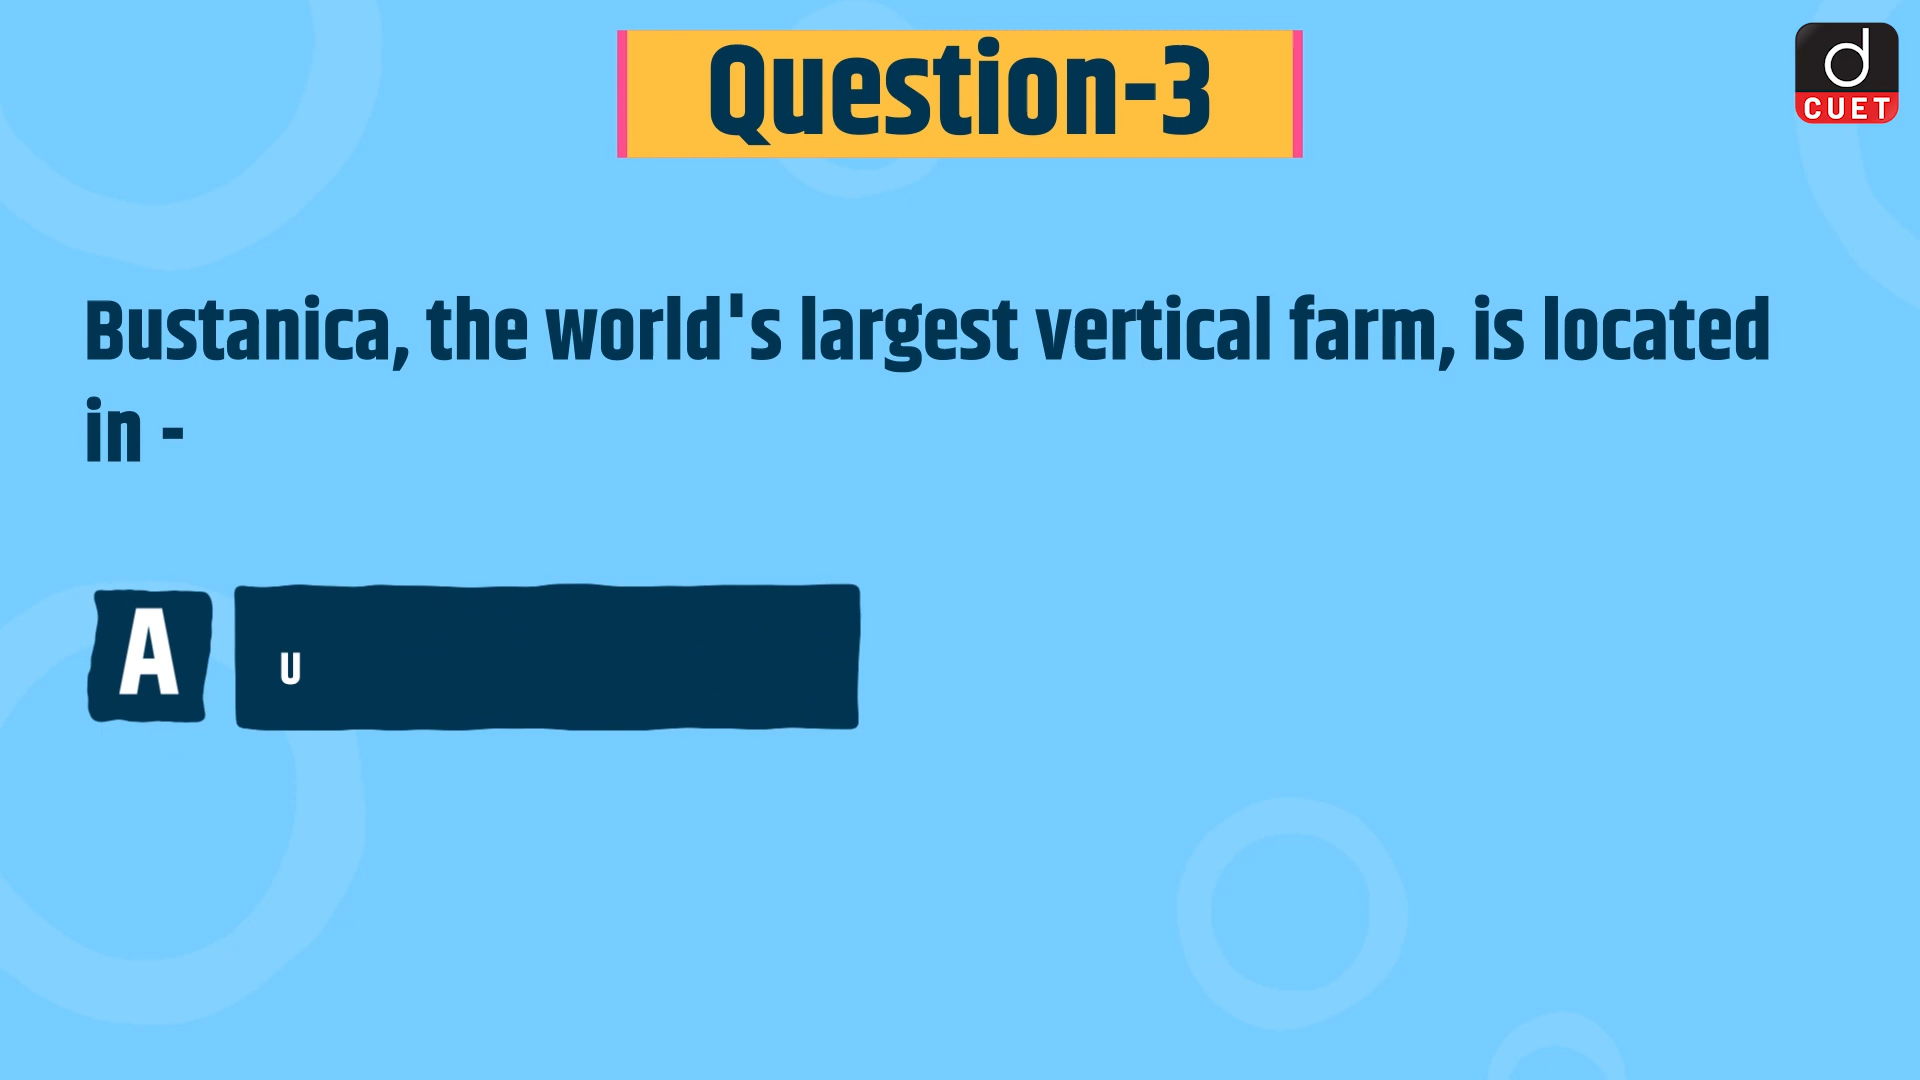 Question-3
d
CUET
Bustanica, the world's largest vertical farm, is located
in -
A
U